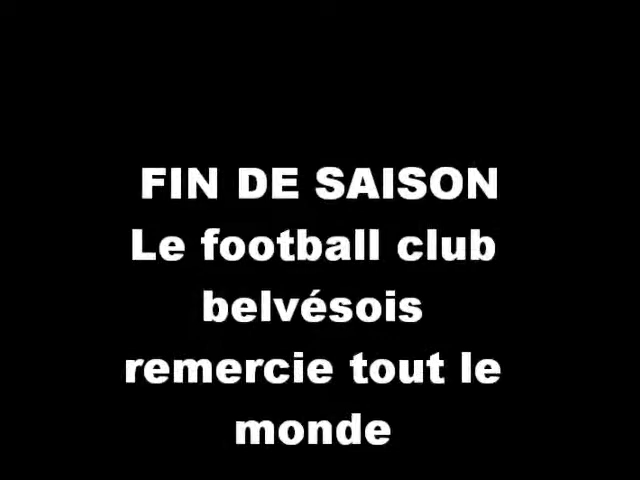 FIN DE SAISON
Le football club
belvésois
remercie tout le
monde